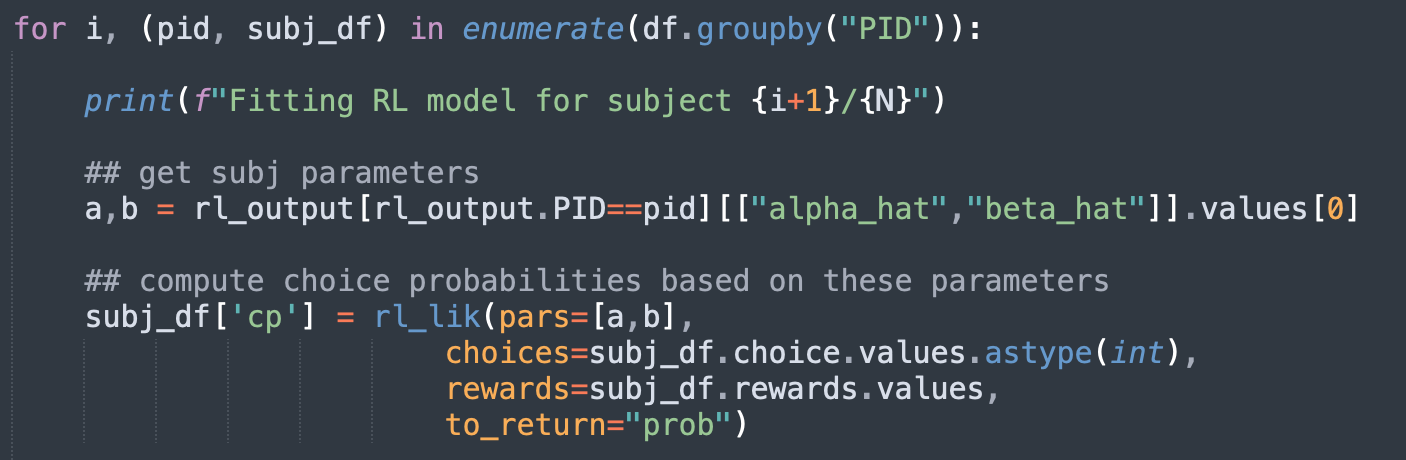 for i, (pid, subj_df) in enumerate(df.groupby("PID")):
print(f"Fitting RL model for subject {i+1}/{N}")
## get subj parameters
a,b = rl_output[rl_output.PID==pid][["alpha_hat","beta_hat"]].values[0]
## compute choice probabilities based on these parameters
subj_df['cp'] = rl_lik(pars=[a,b],
choices=subj_df.choice.values.astype(int),
rewards=subj_df.rewards.values,
to_return="prob")